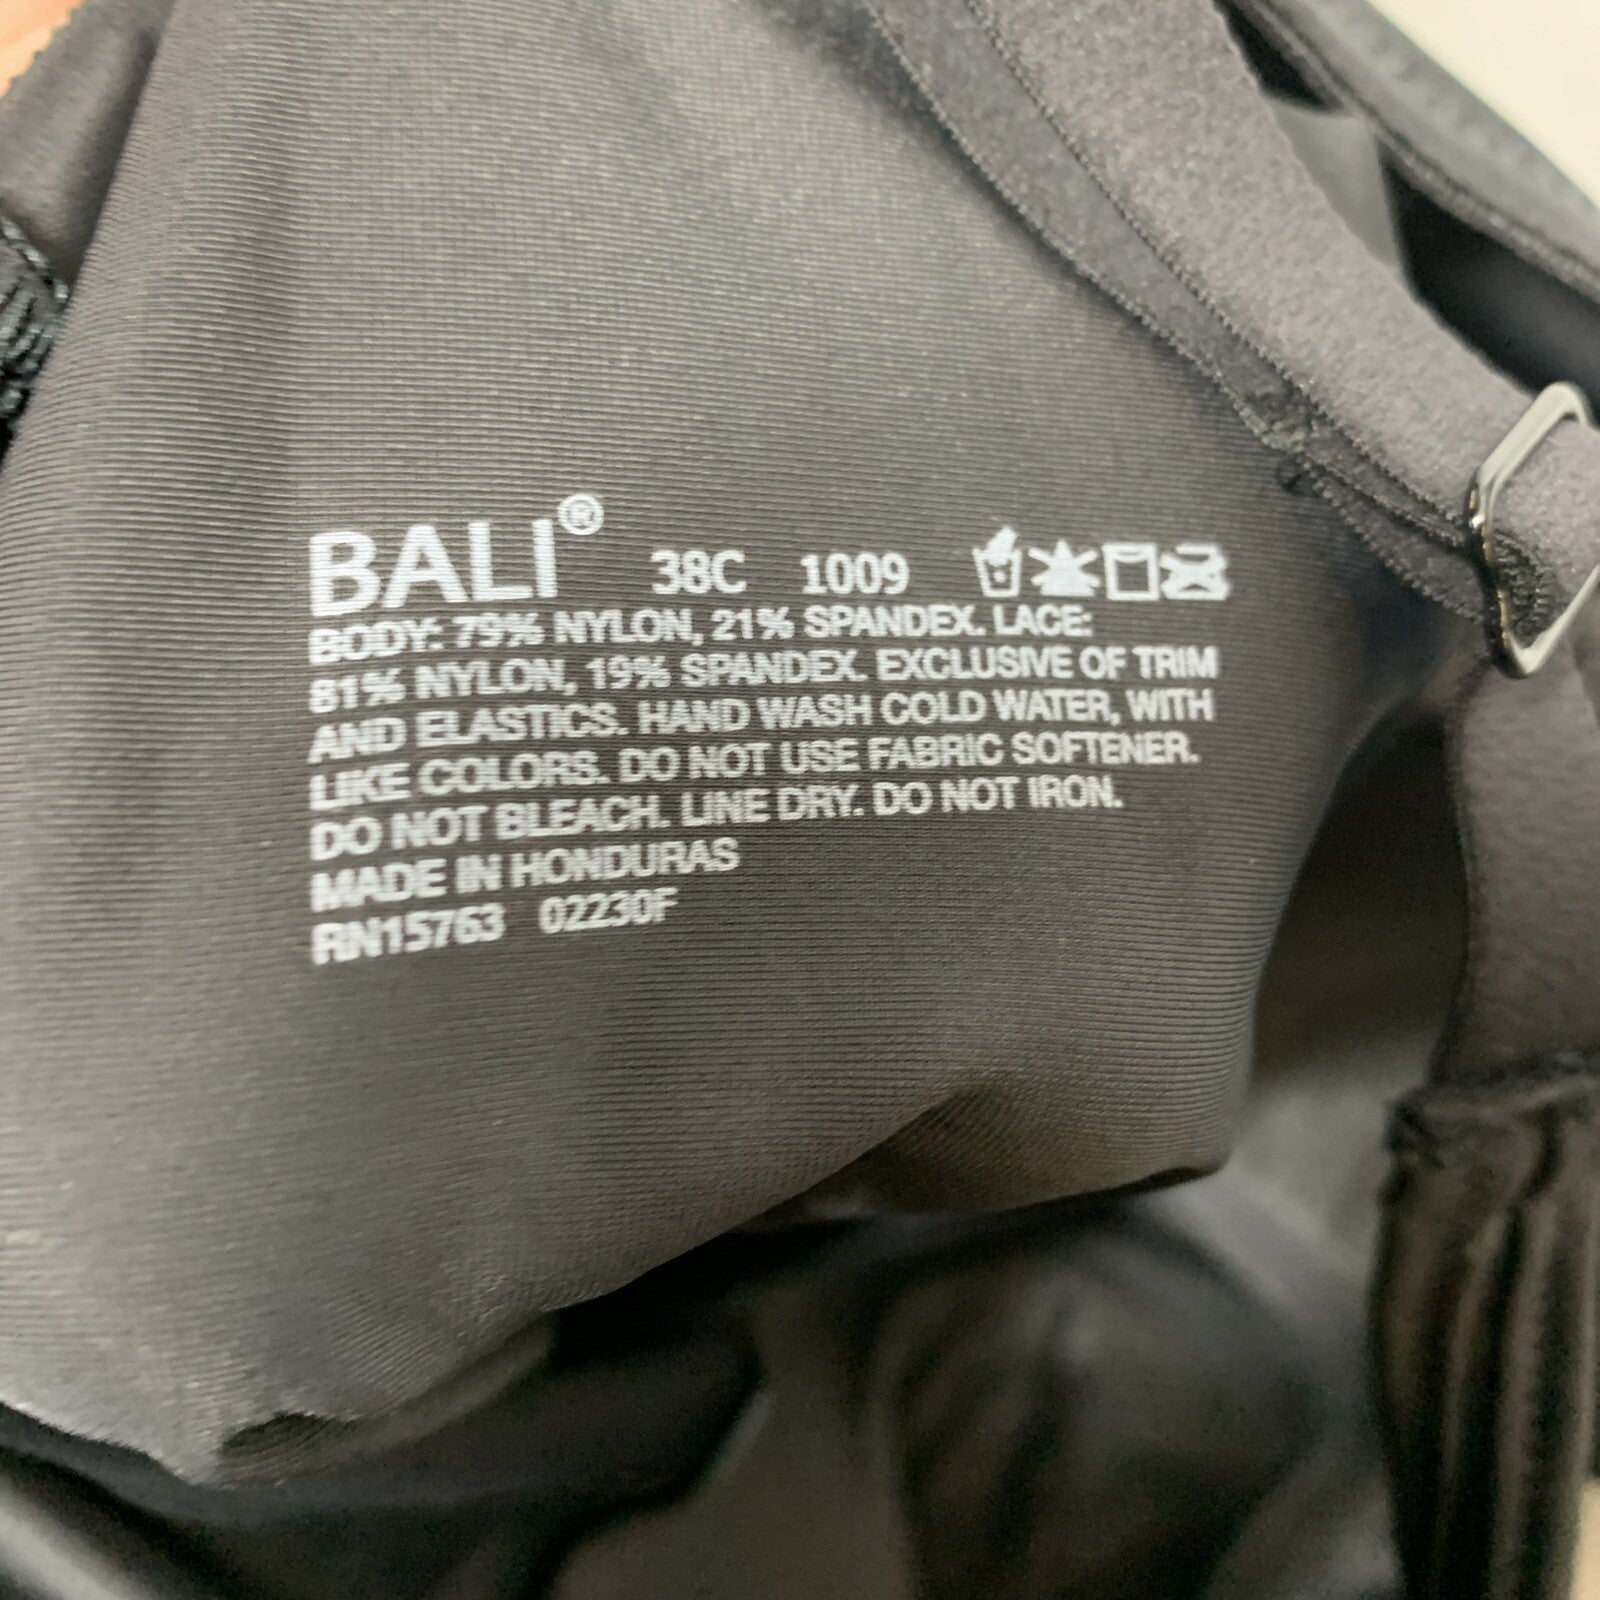 BALI® 38C 1009
BODY: 79% NYLON, 21% SPANDEX. LACE:
81% NYLON, 19% SPANDEX. EXCLUSIVE OF TRIM
AND ELASTICS. HAND WASH COLD WATER, WITH
LIKE COLORS. DO NOT USE FABRIC SOFTENER.
DO NOT BLEACH. LINE DRY. DO NOT IRON.
MADE IN HONDURAS
RN15763 02230F